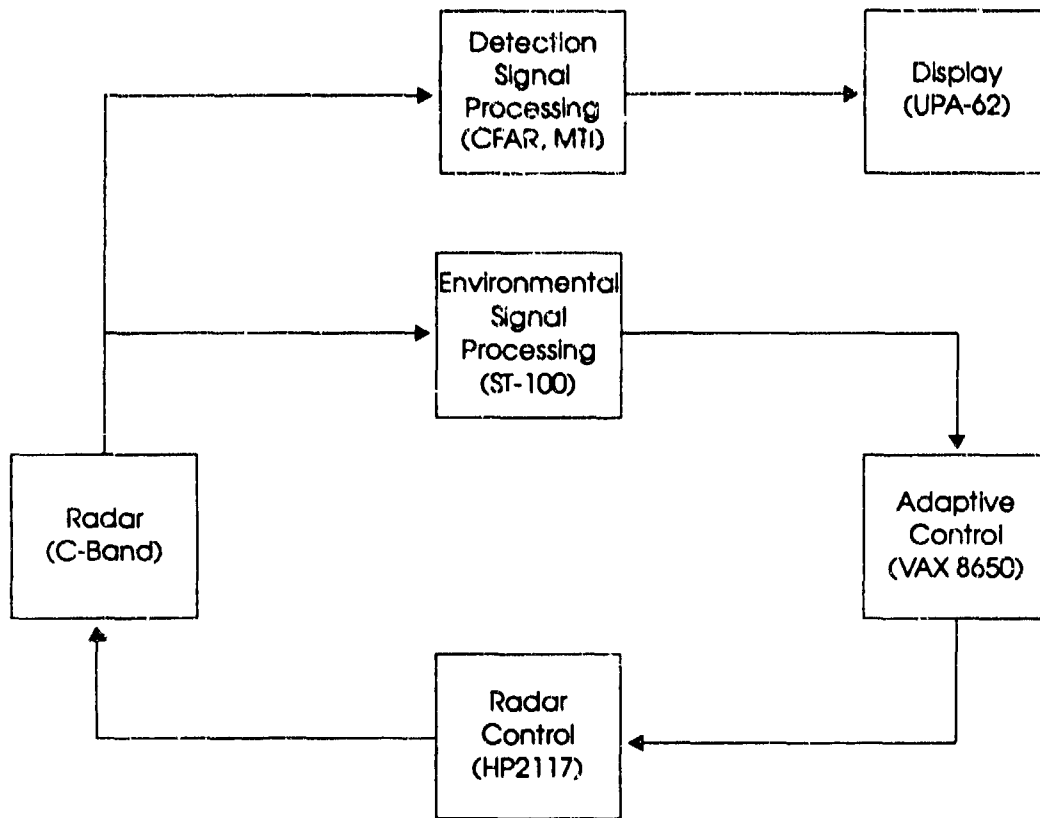 Detection
Signal
Processing
(CFAR, MTI)
Display
(UPA-62)
Environmental
Signal
Processing
(ST-100)
Radar
(C-Band)
Adaptive
Control
(VAX 8650)
Radar
Control
(HP2117)